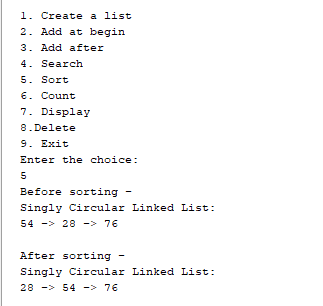 1. Create a list
2. Add at begin
3. Add after
4. Search
5. Sort
6. Count
7. Display
8.Delete
9. Exit
Enter the choice:
5
Before sorting -
Singly Circular Linked List:
54 -> 28 -> 76
After sorting -
Singly Circular Linked List:
28 -> 54 -> 76